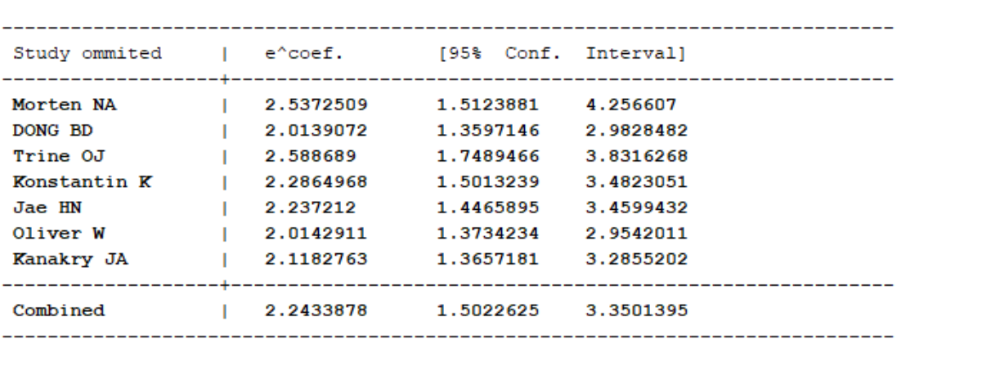 --------------------------------------------------------------------------------
Study ommited | e^coef. [95% Conf. Interval]
-------------------+------------------------------------------------------------
Morten NA | 2.5372509 1.5123881 4.256607
DONG BD | 2.0139072 1.3597146 2.9828482
Trine OJ | 2.588689 1.7489466 3.8316268
Konstantin K | 2.2864968 1.5013239 3.4823051
Jae HN | 2.237212 1.4465895 3.4599432
Oliver W | 2.0142911 1.3734234 2.9542011
Kanakry JA | 2.1182763 1.3657181 3.2855202
-------------------+------------------------------------------------------------
Combined | 2.2433878 1.5022625 3.3501395
--------------------------------------------------------------------------------